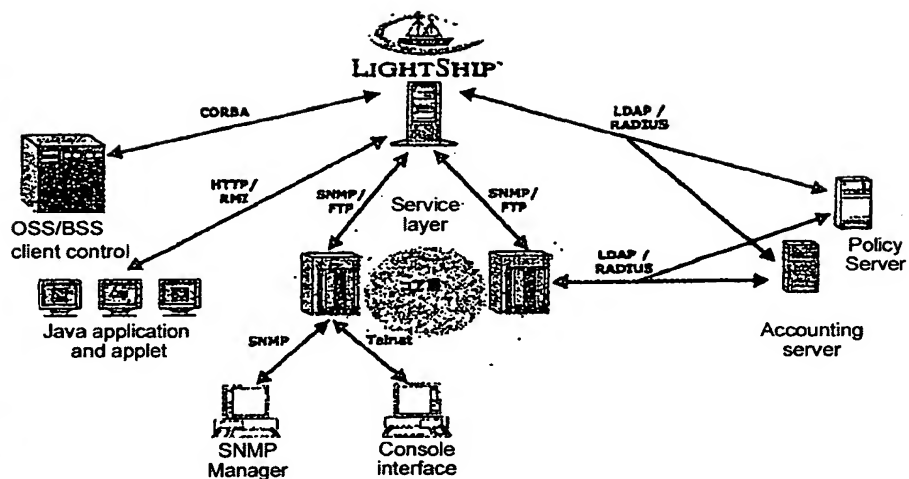 LIGHTSHIP
CORBA
LDAP /
RADIUS
HTTP/
RMI
SNMP/
FTP
Service
layer
SNMP/
FTP
OSS/BSS
client control
LDAP /
RADIUS
Policy
Server
Java application
and applet
SNMP
Telnet
Accounting
server
SNMP
Manager
Console
interface